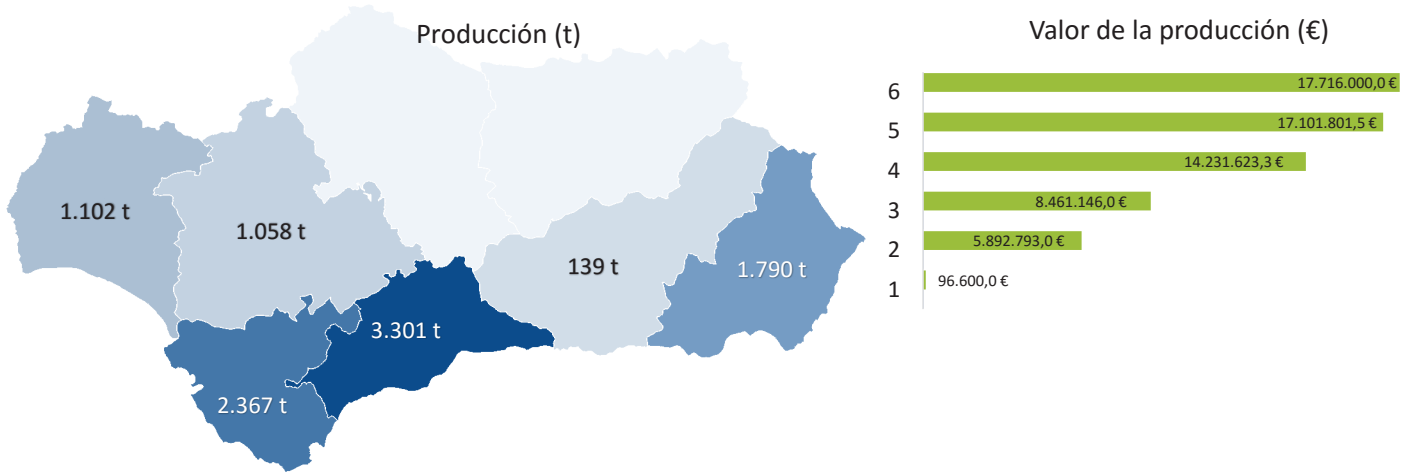 Producción (t)
1.102 t
1.058 t
139 t
1.790 t
3.301 t
2.367 t
Valor de la producción (€)
6 17.716.000,0 €
5 17.101.801,5 €
4 14.231.623,3 €
3 8.461.146,0 €
2 5.892.793,0 €
1 96.600,0 €